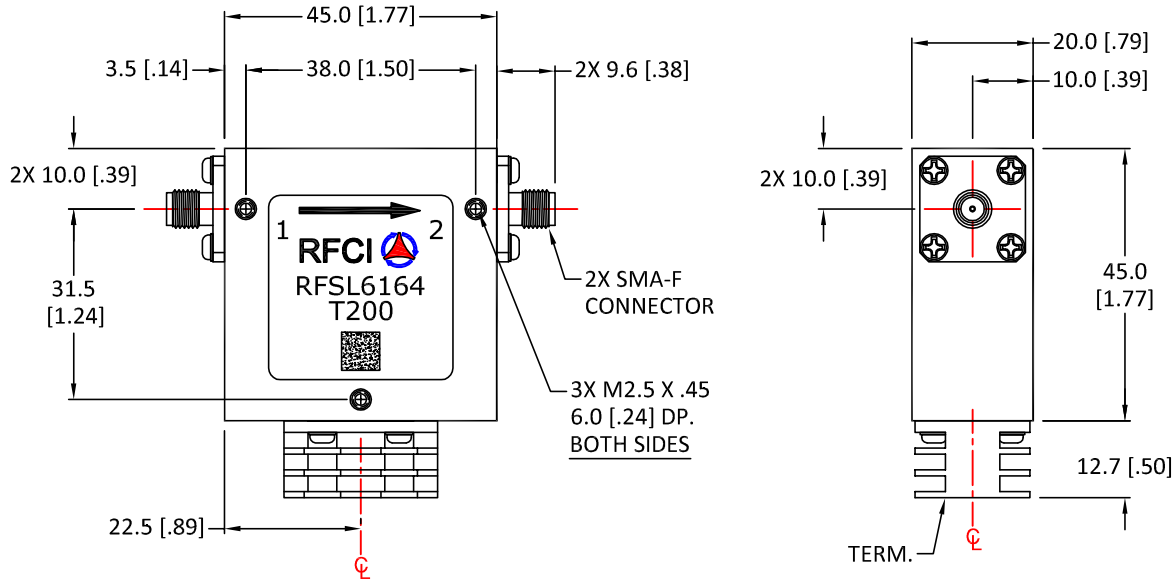 45.0 [1.77]
3.5 [.14]
38.0 [1.50]
2X 9.6 [.38]
2X 10.0 [.39]
1
2
RFCI
RFSL6164
T200
31.5
[1.24]
2X SMA-F
CONNECTOR
3X M2.5 X .45
6.0 [.24] DP.
BOTH SIDES
22.5 [.89]
℄
20.0 [.79]
10.0 [.39]
2X 10.0 [.39]
45.0
[1.77]
12.7 [.50]
TERM.
℄